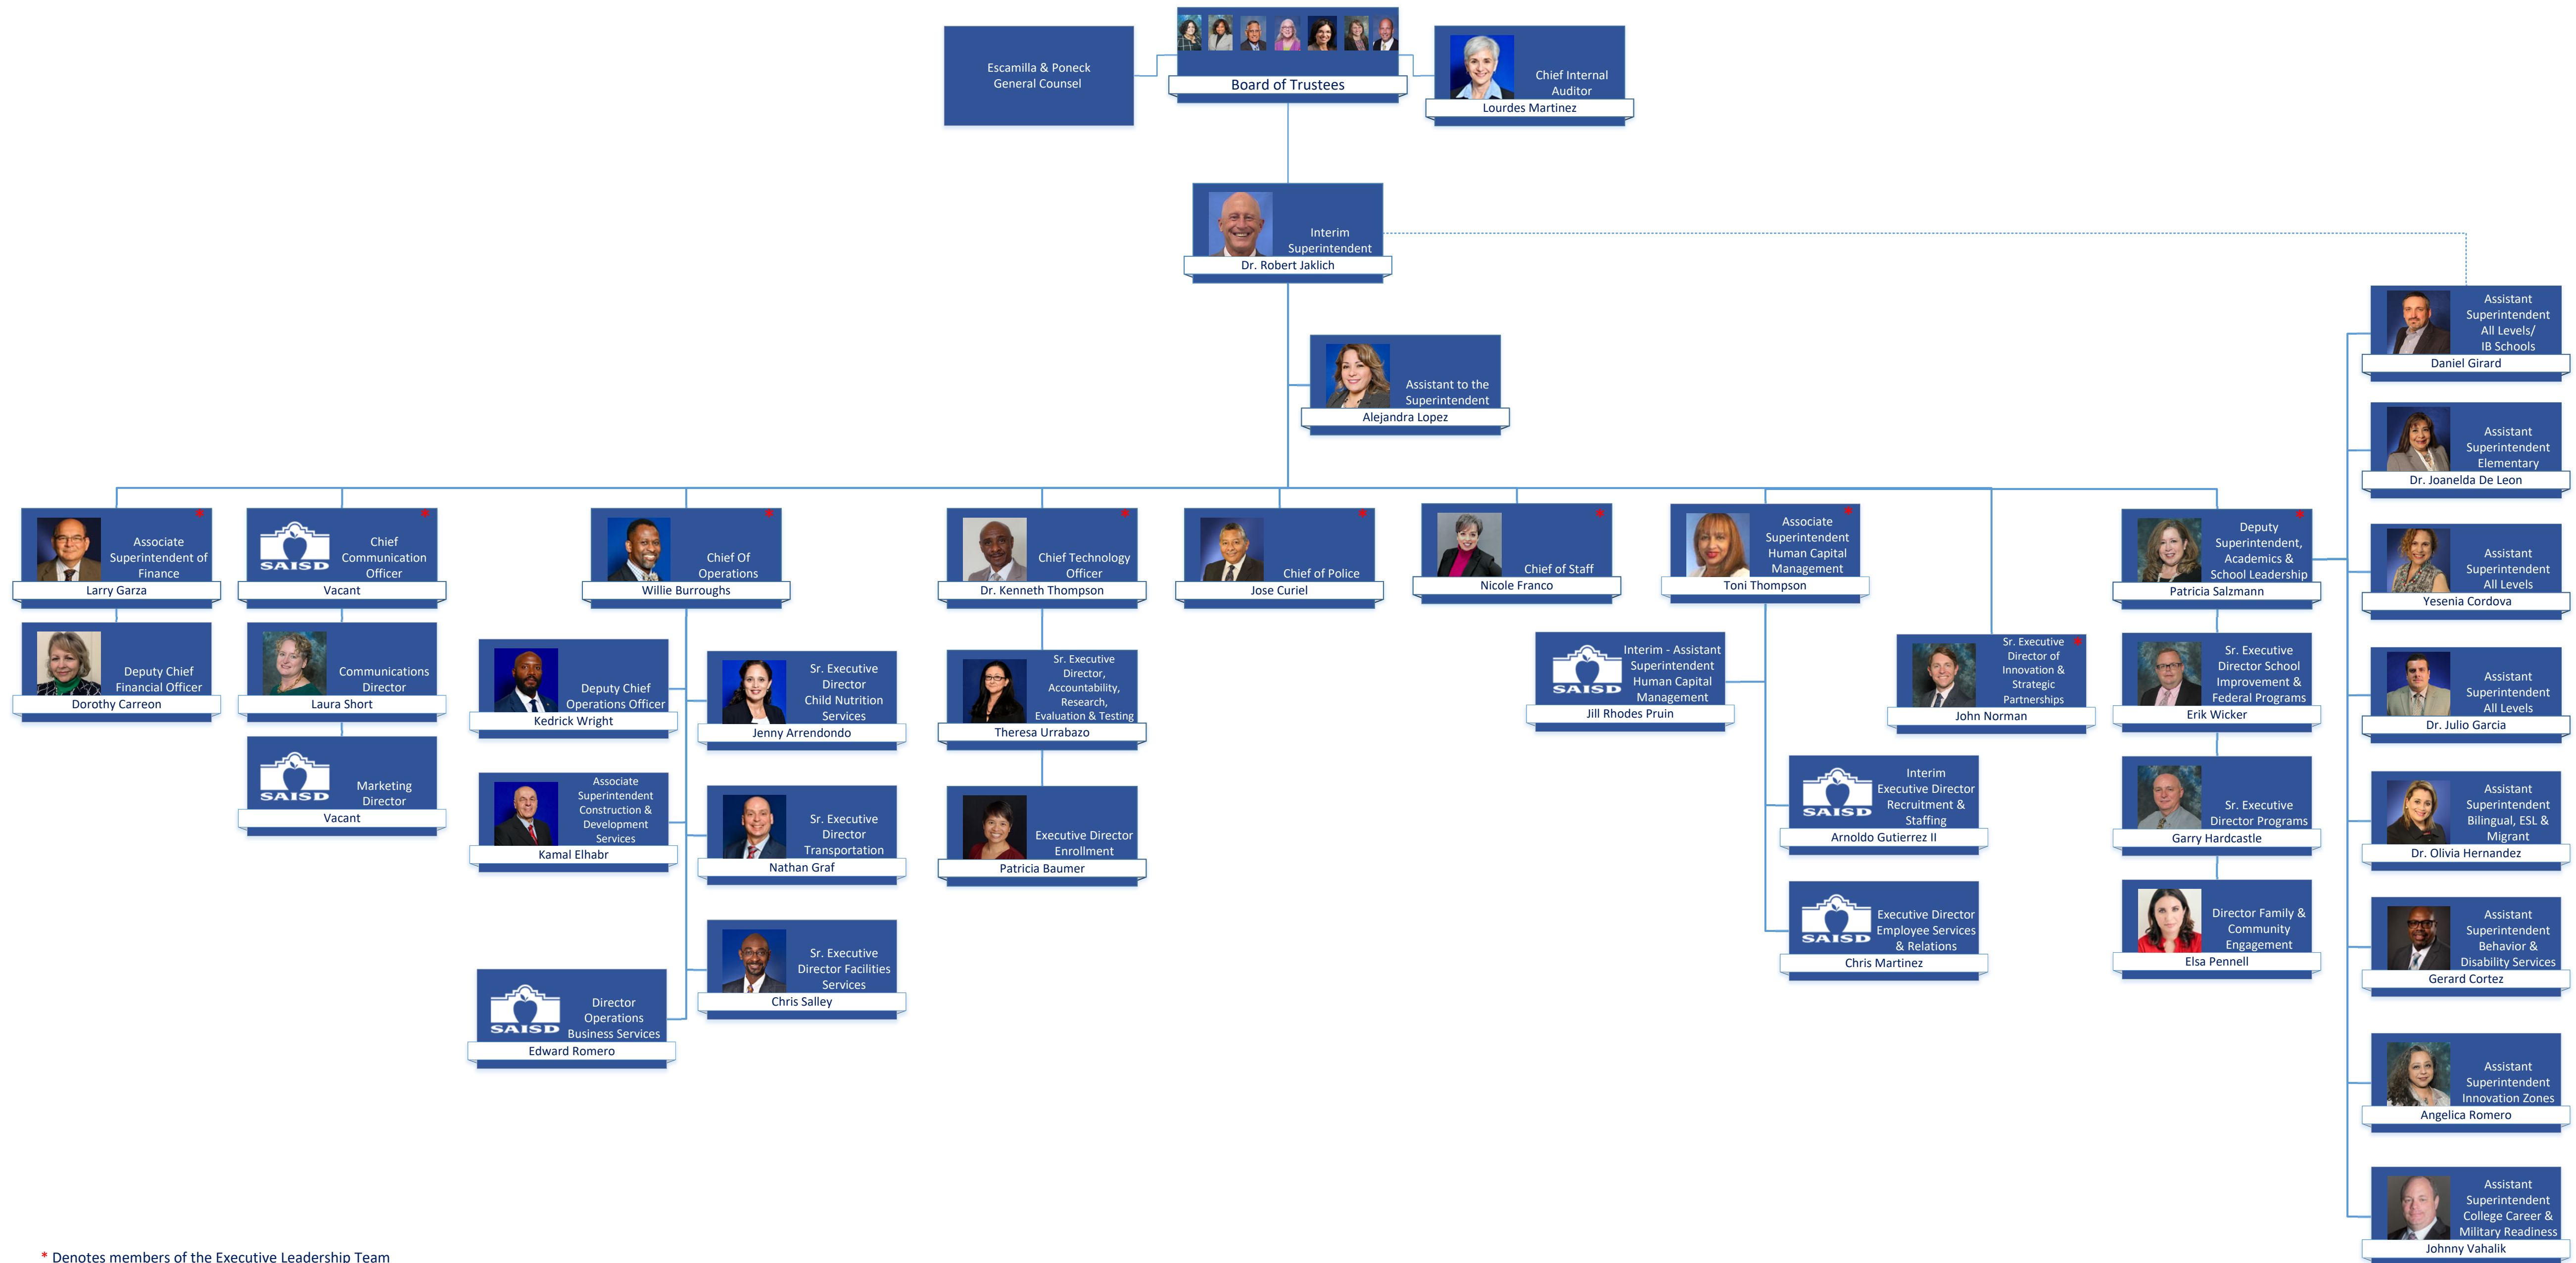 Escamilla & Poneck
General Counsel
Board of Trustees
Chief Internal
Auditor
Lourdes Martinez
Interim
Superintendent
Dr. Robert Jaklich
Assistant to the
Superintendent
Alejandra Lopez
*
Associate
Superintendent of
Finance
Larry Garza
Deputy Chief
Financial Officer
Dorothy Carreon
*
SAISD
Chief
Communication
Officer
Vacant
Communications
Director
Laura Short
SAISD
Marketing
Director
Vacant
*
Chief Of
Operations
Willie Burroughs
Deputy Chief
Operations Officer
Kedrick Wright
Sr. Executive
Director
Child Nutrition
Services
Jenny Arrendondo
Associate
Superintendent
Construction &
Development
Services
Kamal Elhabr
Sr. Executive
Director
Transportation
Nathan Graf
Sr. Executive
Director Facilities
Services
Chris Salley
SAISD
Director
Operations
Business Services
Edward Romero
*
Chief Technology
Officer
Dr. Kenneth Thompson
Sr. Executive
Director,
Accountability,
Research,
Evaluation & Testing
Theresa Urrabazo
Executive Director
Enrollment
Patricia Baumer
*
Chief of Police
Jose Curiel
*
Chief of Staff
Nicole Franco
*
Associate
Superintendent
Human Capital
Management
Toni Thompson
SAISD
Interim - Assistant
Superintendent
Human Capital
Management
Jill Rhodes Pruin
SAISD
Interim
Executive Director
Recruitment &
Staffing
Arnoldo Gutierrez II
SAISD
Executive Director
Employee Services
& Relations
Chris Martinez
*
Sr. Executive
Director of
Innovation &
Strategic
Partnerships
John Norman
*
Deputy
Superintendent,
Academics &
School Leadership
Patricia Salzmann
Sr. Executive
Director School
Improvement &
Federal Programs
Erik Wicker
Sr. Executive
Director Programs
Garry Hardcastle
Director Family &
Community
Engagement
Elsa Pennell
Assistant
Superintendent
All Levels/
IB Schools
Daniel Girard
Assistant
Superintendent
Elementary
Dr. Joanelda De Leon
Assistant
Superintendent
All Levels
Yesenia Cordova
Assistant
Superintendent
All Levels
Dr. Julio Garcia
Assistant
Superintendent
Bilingual, ESL &
Migrant
Dr. Olivia Hernandez
Assistant
Superintendent
Behavior &
Disability Services
Gerard Cortez
Assistant
Superintendent
Innovation Zones
Angelica Romero
Assistant
Superintendent
College Career &
Military Readiness
Johnny Vahalik
* Denotes members of the Executive Leadership Team